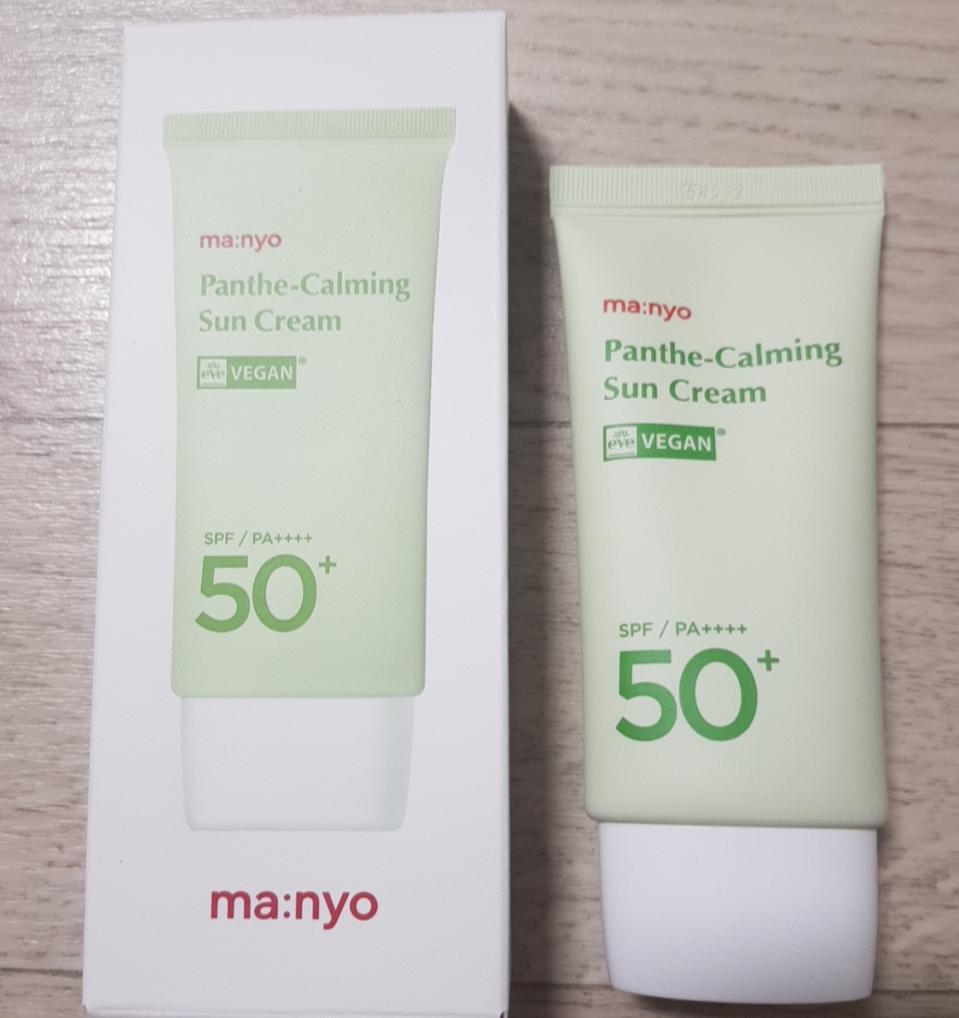 ma:nyo
Panthe-Calming
Sun Cream
eve VEGAN®
SPF / PA++++
50+
ma:nyo
ma:nyo
Panthe-Calming
Sun Cream
eve VEGAN®
SPF / PA++++
50+